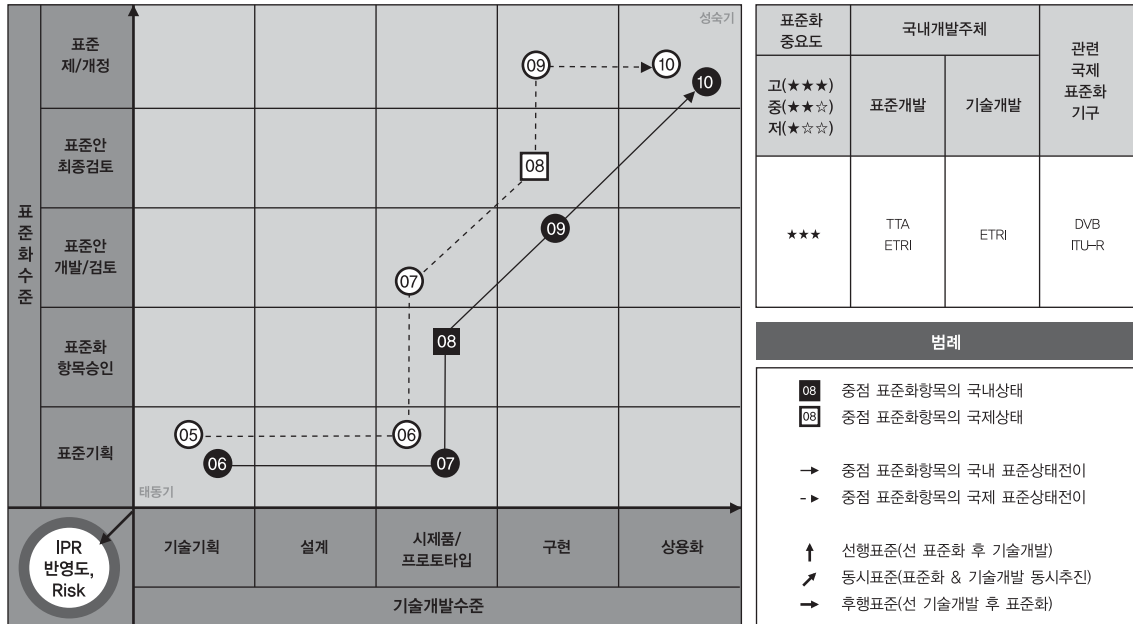 표준화수준
표준
제/개정
표준안
최종검토
표준안
개발/검토
표준화
항목승인
표준기획
성숙기
09
10
10
08
09
07
08
05
06
06
07
태동기
IPR
반영도,
Risk
기술기획
설계
시제품/
프로토타입
구현
상용화
기술개발수준
표준화
중요도
국내개발주체
관련
국제
표준화
기구
고(★★★)
중(★★☆)
저(★☆☆)
표준개발
기술개발
★★★
TTA
ETRI
ETRI
DVB
ITU-R
범례
08 중점 표준화항목의 국내상태
08 중점 표준화항목의 국제상태
→ 중점 표준화항목의 국내 표준상태전이
- ▸ 중점 표준화항목의 국제 표준상태전이
↑ 선행표준(선 표준화 후 기술개발)
↗ 동시표준(표준화 & 기술개발 동시추진)
→ 후행표준(선 기술개발 후 표준화)